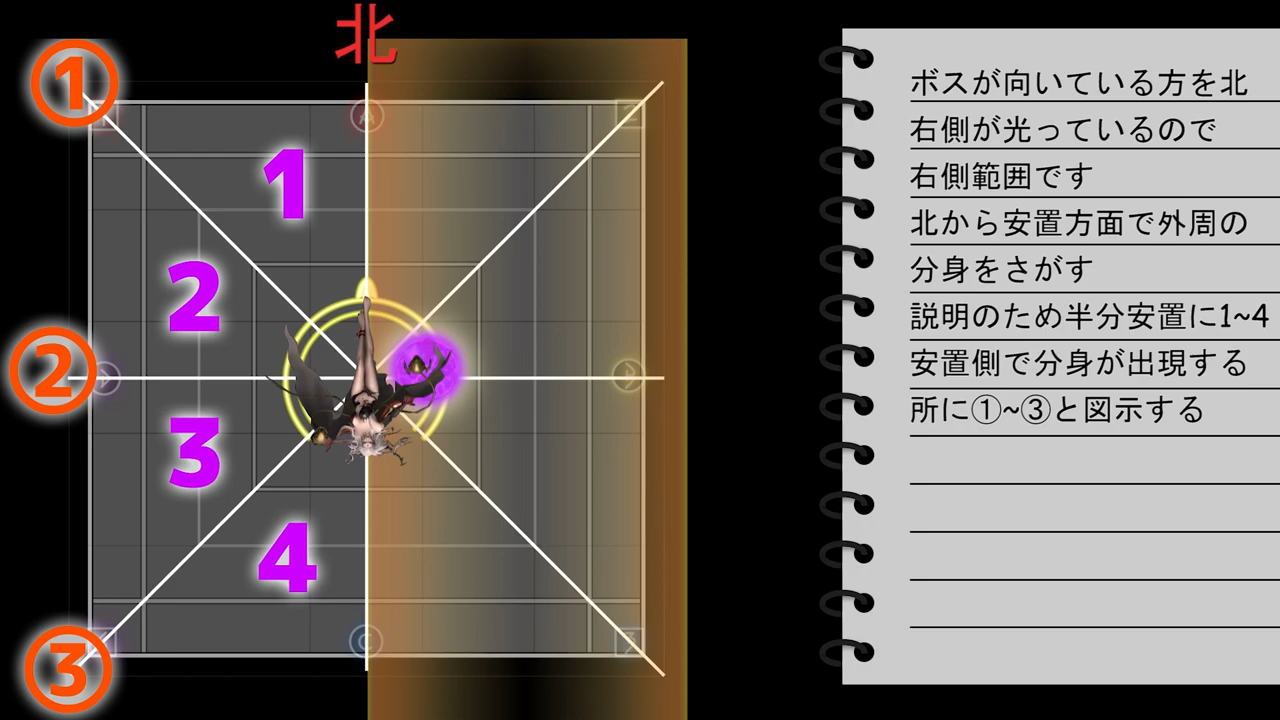 北
①
1
2
②
3
4
③
A
C
ボスが向いている方を北
右側が光っているので
右側範囲です
北から安置方面で外周の
分身をさがす
説明のため半分安置に1~4
安置側で分身が出現する
所に①~③と図示する